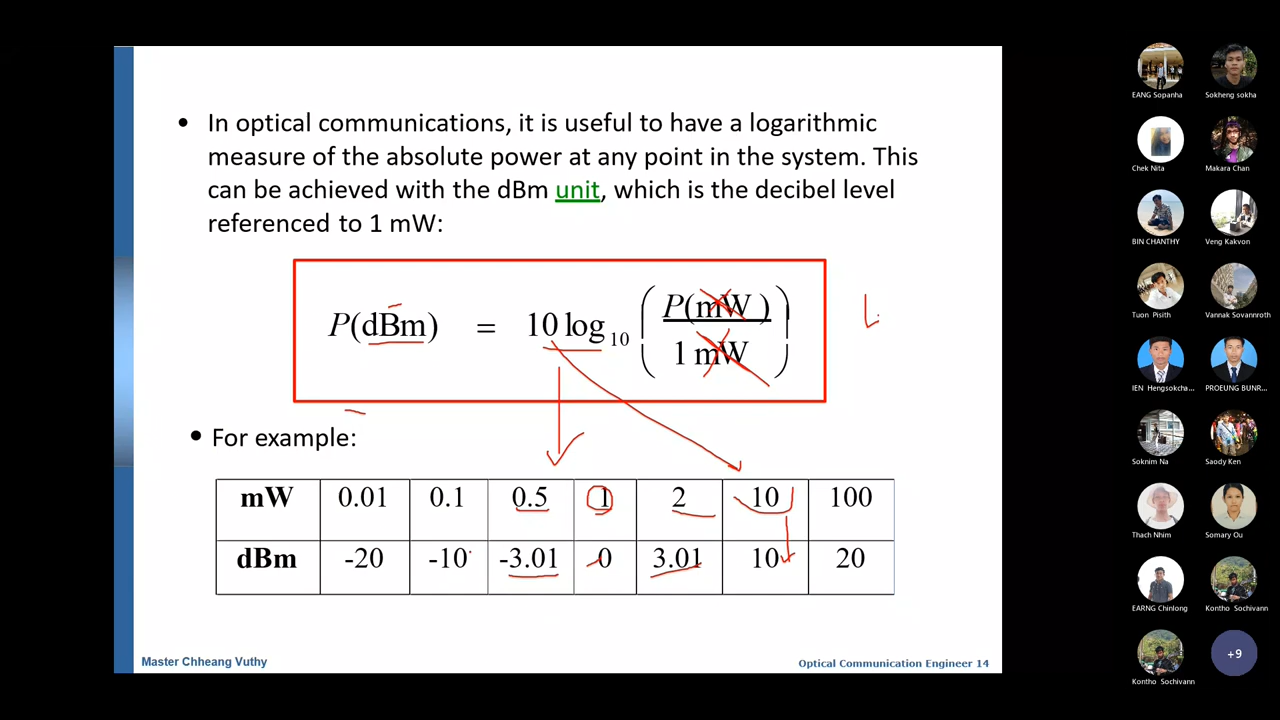 • In optical communications, it is useful to have a logarithmic
measure of the absolute power at any point in the system. This
can be achieved with the dBm unit, which is the decibel level
referenced to 1 mW:
P(dBm) = 10 log10 ( P(mW ) / 1 mW )
• For example:
mW 0.01 0.1 0.5 1 2 10 100
dBm -20 -10 -3.01 0 3.01 10 20
Master Chheang Vuthy
Optical Communication Engineer 14
EANG Sopanha
Sokheng sokha
Chek Nita
Makara Chan
BIN CHANTHY
Veng Kakvon
Tuon Pisith
Vannak Sovannroth
IEN Hengsokcha...
PROEUNG BUNR...
Soknim Na
Saody Ken
Thach Nhim
Somary Ou
EARNG Chinlong
Kontho Sochivann
Kontho Sochivann
+9